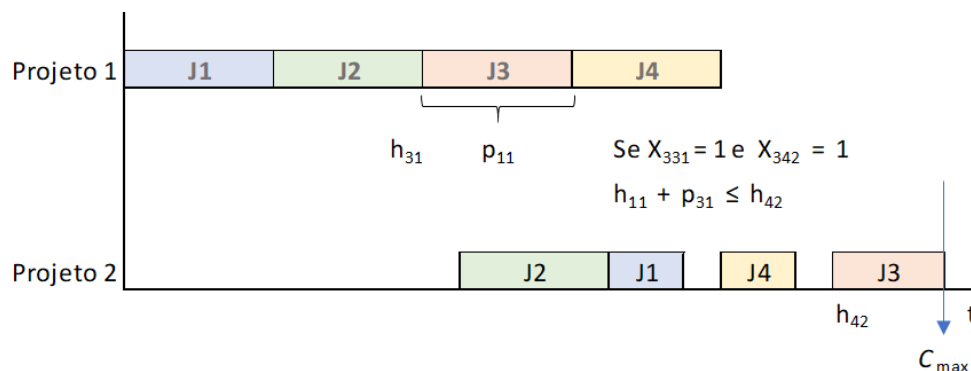 Projeto 1 J1 J2 J3 J4
h₃₁ p₁₁ Se X₃₃₁ = 1 e X₃₄₂ = 1
h₁₁ + p₃₁ ≤ h₄₂
Projeto 2 J2 J1 J4 J3
h₄₂ t
C max